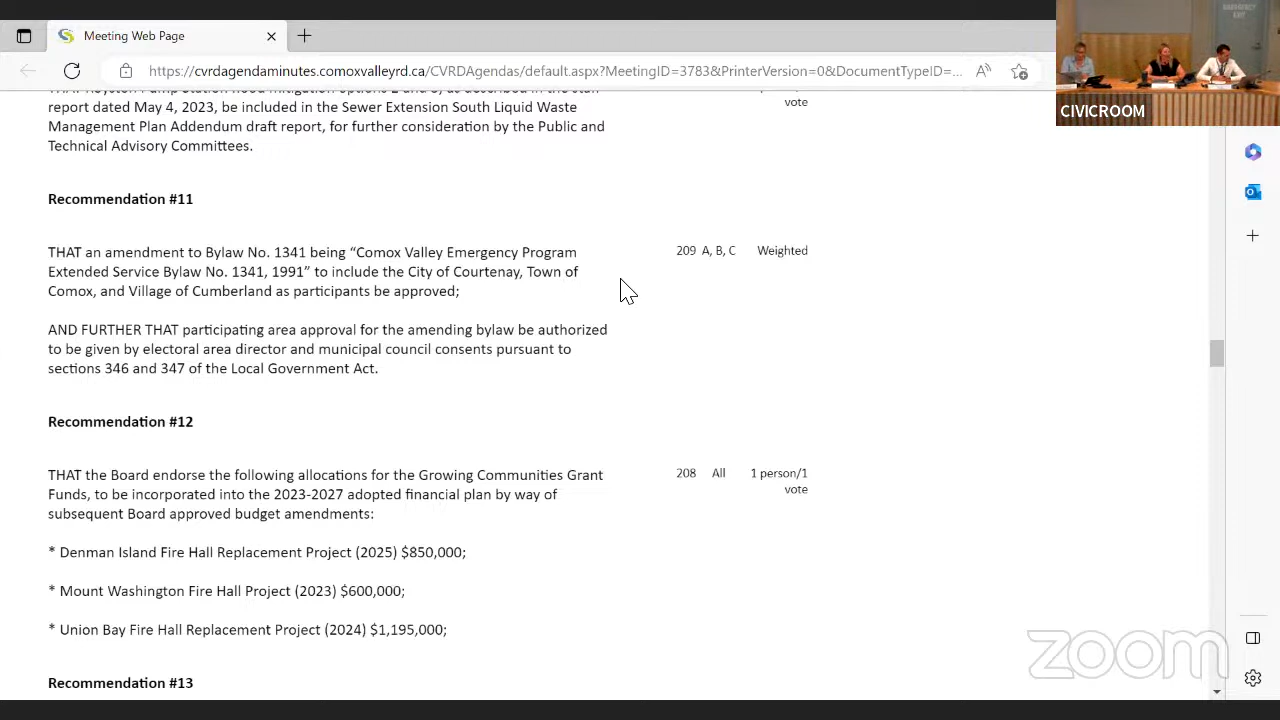 Meeting Web Page
https://cvrdagendaminutes.comoxvalleyrd.ca/CVRDAgendas/default.aspx?MeetingID=3783&PrinterVersion=0&DocumentTypeID=...
CIVICROOM
vote
report dated May 4, 2023, be included in the Sewer Extension South Liquid Waste
Management Plan Addendum draft report, for further consideration by the Public and
Technical Advisory Committees.
Recommendation #11
THAT an amendment to Bylaw No. 1341 being “Comox Valley Emergency Program
Extended Service Bylaw No. 1341, 1991” to include the City of Courtenay, Town of
Comox, and Village of Cumberland as participants be approved;
209 A, B, C Weighted
AND FURTHER THAT participating area approval for the amending bylaw be authorized
to be given by electoral area director and municipal council consents pursuant to
sections 346 and 347 of the Local Government Act.
Recommendation #12
THAT the Board endorse the following allocations for the Growing Communities Grant
Funds, to be incorporated into the 2023-2027 adopted financial plan by way of
subsequent Board approved budget amendments:
208 All 1 person/1
vote
* Denman Island Fire Hall Replacement Project (2025) $850,000;
* Mount Washington Fire Hall Project (2023) $600,000;
* Union Bay Fire Hall Replacement Project (2024) $1,195,000;
Recommendation #13
zoom